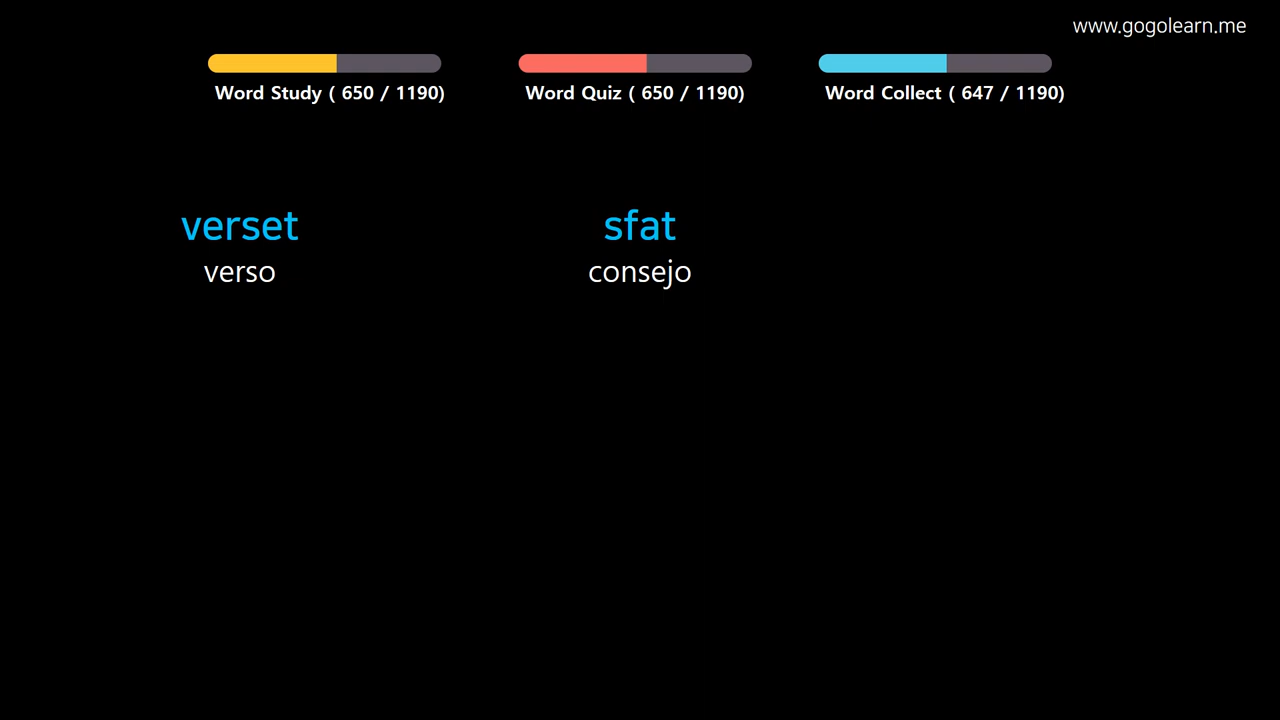 www.gogolearn.me
Word Study ( 650 / 1190)
Word Quiz ( 650 / 1190)
Word Collect ( 647 / 1190)
verset
verso
sfat
consejo